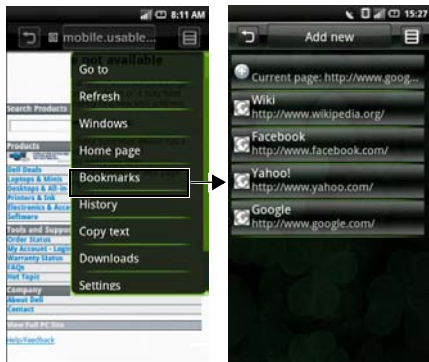 8:11 AM
mobile.usable...
not available
Go to
Refresh
Windows
Home page
Bookmarks
History
Copy text
Downloads
Settings
Search Products
Products
Dell Deals
Laptops & Minis
Desktops & All-in
Printers & Ink
Electronics & Acce
Software
Tools and Suppor
Order Status
My Account - Login
Warranty Status
FAQs
Hot Topic
Company
About Dell
Contact
View Full PC Site
Help/Feedback
15:27
Add new
Current page: http://www.goog...
Wiki
http://www.wikipedia.org/
Facebook
http://www.facebook.com/
Yahoo!
http://www.yahoo.com/
Google
http://www.google.com/